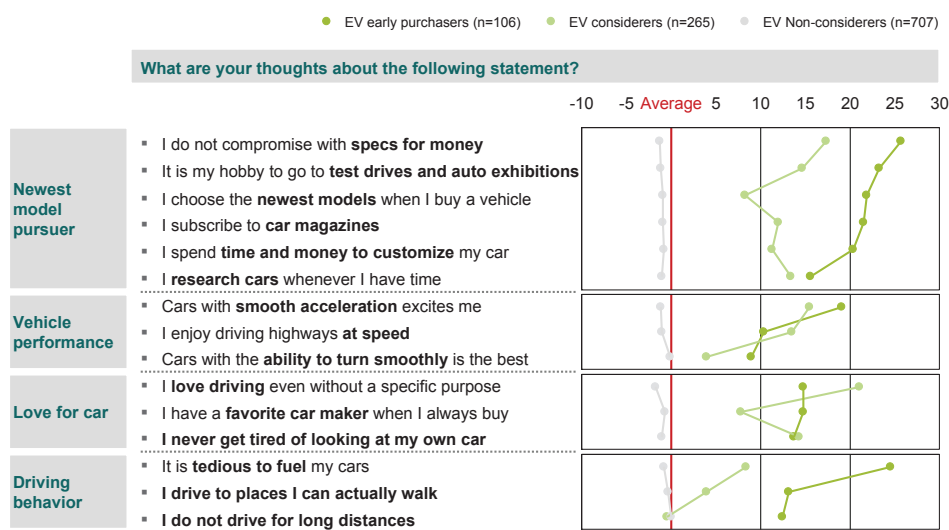 EV early purchasers (n=106) EV considerers (n=265) EV Non-considerers (n=707)
What are your thoughts about the following statement?
-10 -5 Average 5 10 15 20 25 30
Newest
model
pursuer
▪ I do not compromise with specs for money
▪ It is my hobby to go to test drives and auto exhibitions
▪ I choose the newest models when I buy a vehicle
▪ I subscribe to car magazines
▪ I spend time and money to customize my car
▪ I research cars whenever I have time
Vehicle
performance
▪ Cars with smooth acceleration excites me
▪ I enjoy driving highways at speed
▪ Cars with the ability to turn smoothly is the best
Love for car
▪ I love driving even without a specific purpose
▪ I have a favorite car maker when I always buy
▪ I never get tired of looking at my own car
Driving
behavior
▪ It is tedious to fuel my cars
▪ I drive to places I can actually walk
▪ I do not drive for long distances